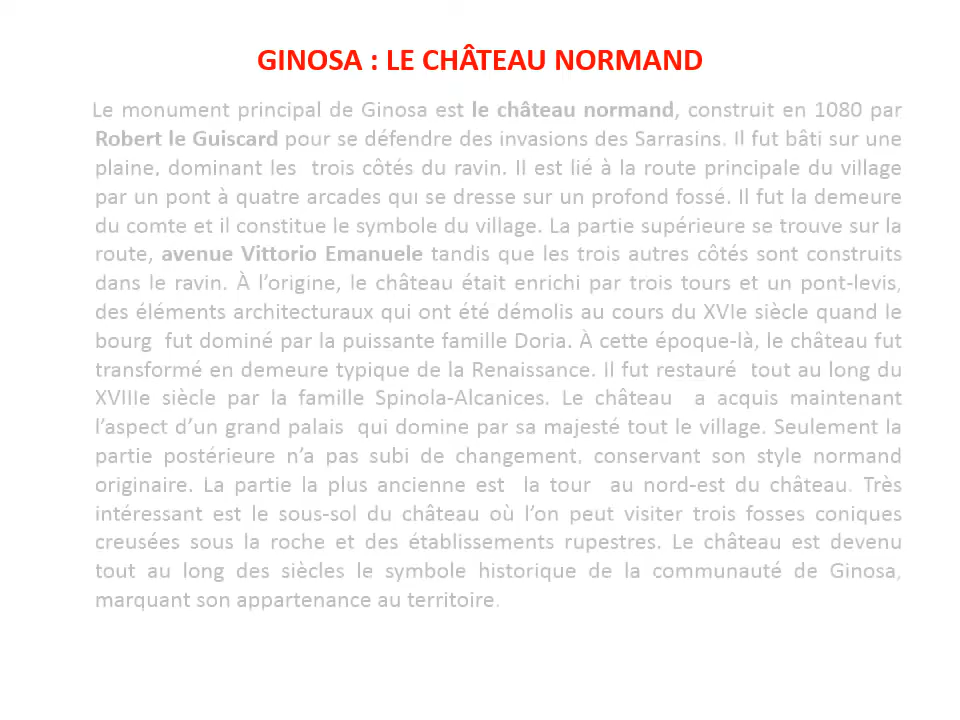 GINOSA : LE CHÂTEAU NORMAND
Le monument principal de Ginosa est le château normand, construit en 1080 par
Robert le Guiscard pour se défendre des invasions des Sarrasins. Il fut bâti sur une
plaine, dominant les trois côtés du ravin. Il est lié à la route principale du village
par un pont à quatre arcades qui se dresse sur un profond fossé. Il fut la demeure
du comte et il constitue le symbole du village. La partie supérieure se trouve sur la
route, avenue Vittorio Emanuele tandis que les trois autres côtés sont construits
dans le ravin. À l’origine, le château était enrichi par trois tours et un pont-levis,
des éléments architecturaux qui ont été démolis au cours du XVIe siècle quand le
bourg fut dominé par la puissante famille Doria. À cette époque-là, le château fut
transformé en demeure typique de la Renaissance. Il fut restauré tout au long du
XVIIIe siècle par la famille Spinola-Alcanices. Le château a acquis maintenant
l’aspect d’un grand palais qui domine par sa majesté tout le village. Seulement la
partie postérieure n’a pas subi de changement, conservant son style normand
originaire. La partie la plus ancienne est la tour au nord-est du château. Très
intéressant est le sous-sol du château où l’on peut visiter trois fosses coniques
creusées sous la roche et des établissements rupestres. Le château est devenu
tout au long des siècles le symbole historique de la communauté de Ginosa,
marquant son appartenance au territoire.